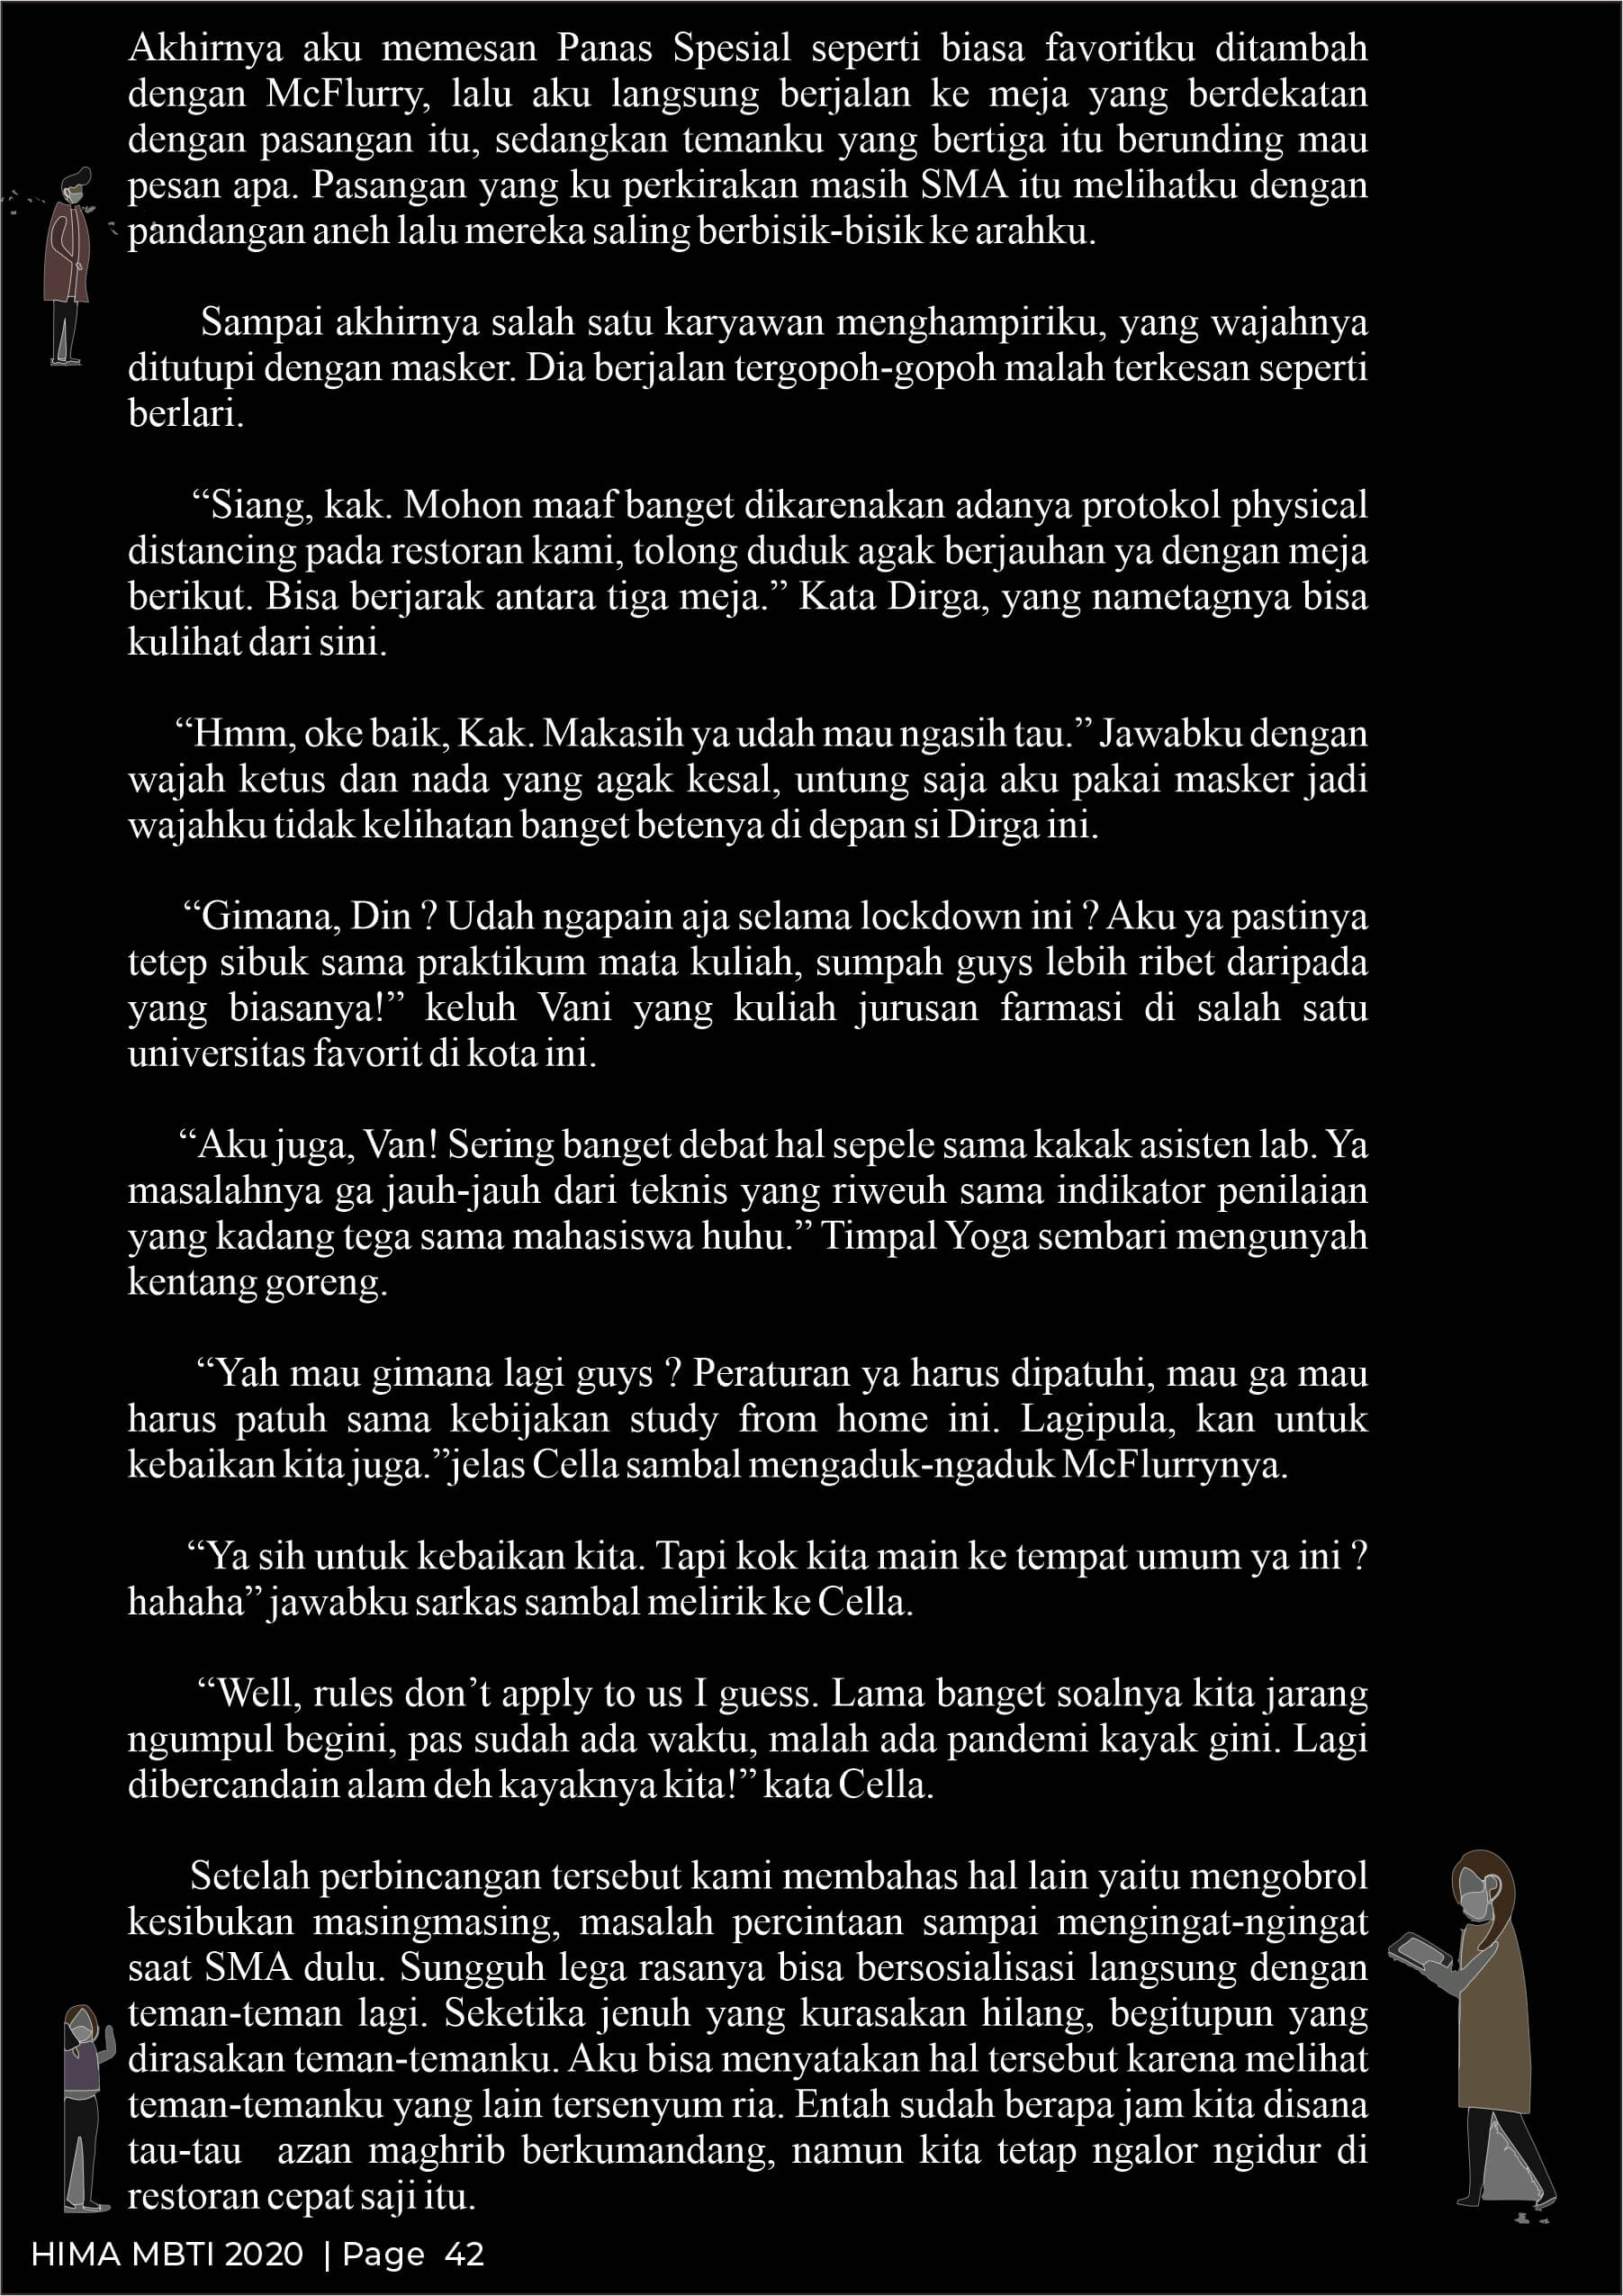 Akhirnya aku memesan Panas Spesial seperti biasa favoritku ditambah
dengan McFlurry, lalu aku langsung berjalan ke meja yang berdekatan
dengan pasangan itu, sedangkan temanku yang bertiga itu berunding mau
pesan apa. Pasangan yang ku perkirakan masih SMA itu melihatku dengan
pandangan aneh lalu mereka saling berbisik-bisik ke arahku.
Sampai akhirnya salah satu karyawan menghampiriku, yang wajahnya
ditutupi dengan masker. Dia berjalan tergopoh-gopoh malah terkesan seperti
berlari.
“Siang, kak. Mohon maaf banget dikarenakan adanya protokol physical
distancing pada restoran kami, tolong duduk agak berjauhan ya dengan meja
berikut. Bisa berjarak antara tiga meja.” Kata Dirga, yang nametagnya bisa
kulihat dari sini.
“Hmm, oke baik, Kak. Makasih ya udah mau ngasih tau.” Jawabku dengan
wajah ketus dan nada yang agak kesal, untung saja aku pakai masker jadi
wajahku tidak kelihatan banget betenya di depan si Dirga ini.
“Gimana, Din ? Udah ngapain aja selama lockdown ini ? Aku ya pastinya
tetep sibuk sama praktikum mata kuliah, sumpah guys lebih ribet daripada
yang biasanya!” keluh Vani yang kuliah jurusan farmasi di salah satu
universitas favorit di kota ini.
“Aku juga, Van! Sering banget debat hal sepele sama kakak asisten lab. Ya
masalahnya ga jauh-jauh dari teknis yang riweuh sama indikator penilaian
yang kadang tega sama mahasiswa huhu.” Timpal Yoga sembari mengunyah
kentang goreng.
“Yah mau gimana lagi guys ? Peraturan ya harus dipatuhi, mau ga mau
harus patuh sama kebijakan study from home ini. Lagipula, kan untuk
kebaikan kita juga.”jelas Cella sambal mengaduk-ngaduk McFlurrynya.
“Ya sih untuk kebaikan kita. Tapi kok kita main ke tempat umum ya ini ?
hahaha” jawabku sarkas sambal melirik ke Cella.
“Well, rules don’t apply to us I guess. Lama banget soalnya kita jarang
ngumpul begini, pas sudah ada waktu, malah ada pandemi kayak gini. Lagi
dibercandain alam deh kayaknya kita!” kata Cella.
Setelah perbincangan tersebut kami membahas hal lain yaitu mengobrol
kesibukan masingmasing, masalah percintaan sampai mengingat-ngingat
saat SMA dulu. Sungguh lega rasanya bisa bersosialisasi langsung dengan
teman-teman lagi. Seketika jenuh yang kurasakan hilang, begitupun yang
dirasakan teman-temanku. Aku bisa menyatakan hal tersebut karena melihat
teman-temanku yang lain tersenyum ria. Entah sudah berapa jam kita disana
tau-tau azan maghrib berkumandang, namun kita tetap ngalor ngidur di
restoran cepat saji itu.
HIMA MBTI 2020 | Page 42